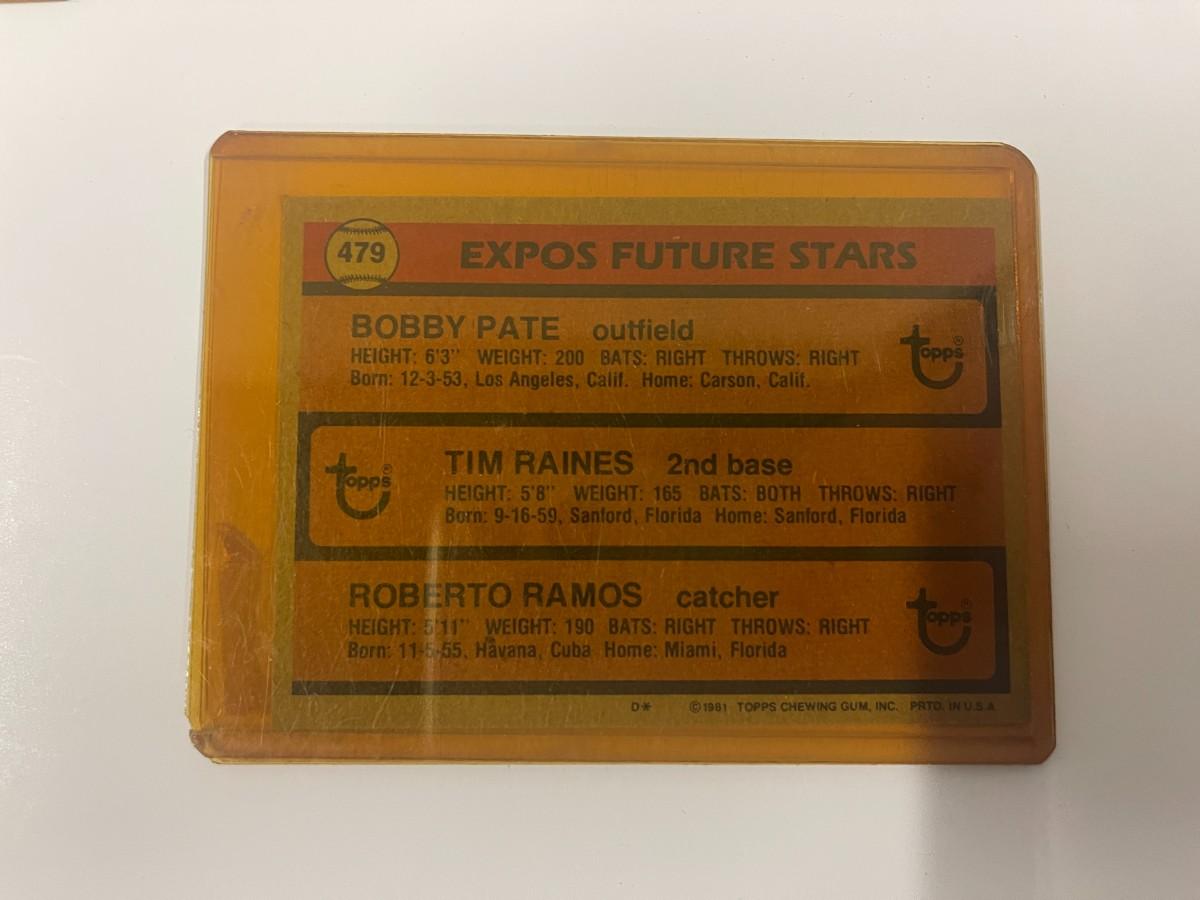 479 EXPOS FUTURE STARS
BOBBY PATE outfield
HEIGHT: 6'3" WEIGHT: 200 BATS: RIGHT THROWS: RIGHT
Born: 12-3-53, Los Angeles, Calif. Home: Carson, Calif.
topps®
topps®
TIM RAINES 2nd base
HEIGHT: 5'8" WEIGHT: 165 BATS: BOTH THROWS: RIGHT
Born: 9-16-59, Sanford, Florida Home: Sanford, Florida
ROBERTO RAMOS catcher
HEIGHT: 5'11" WEIGHT: 190 BATS: RIGHT THROWS: RIGHT
Born: 11-5-55, Havana, Cuba Home: Miami, Florida
topps®
D* ©1981 TOPPS CHEWING GUM, INC. PRTD. IN U.S.A.